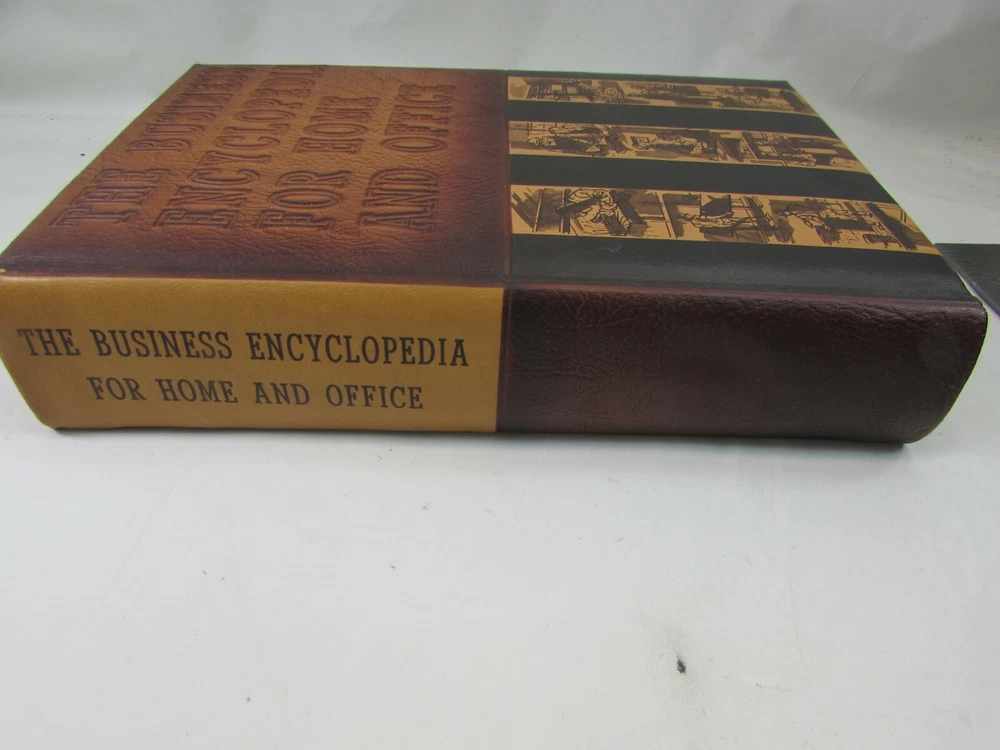 THE BUSINESS
ENCYCLOPEDIA
FOR HOME
AND OFFICE
THE BUSINESS ENCYCLOPEDIA
FOR HOME AND OFFICE